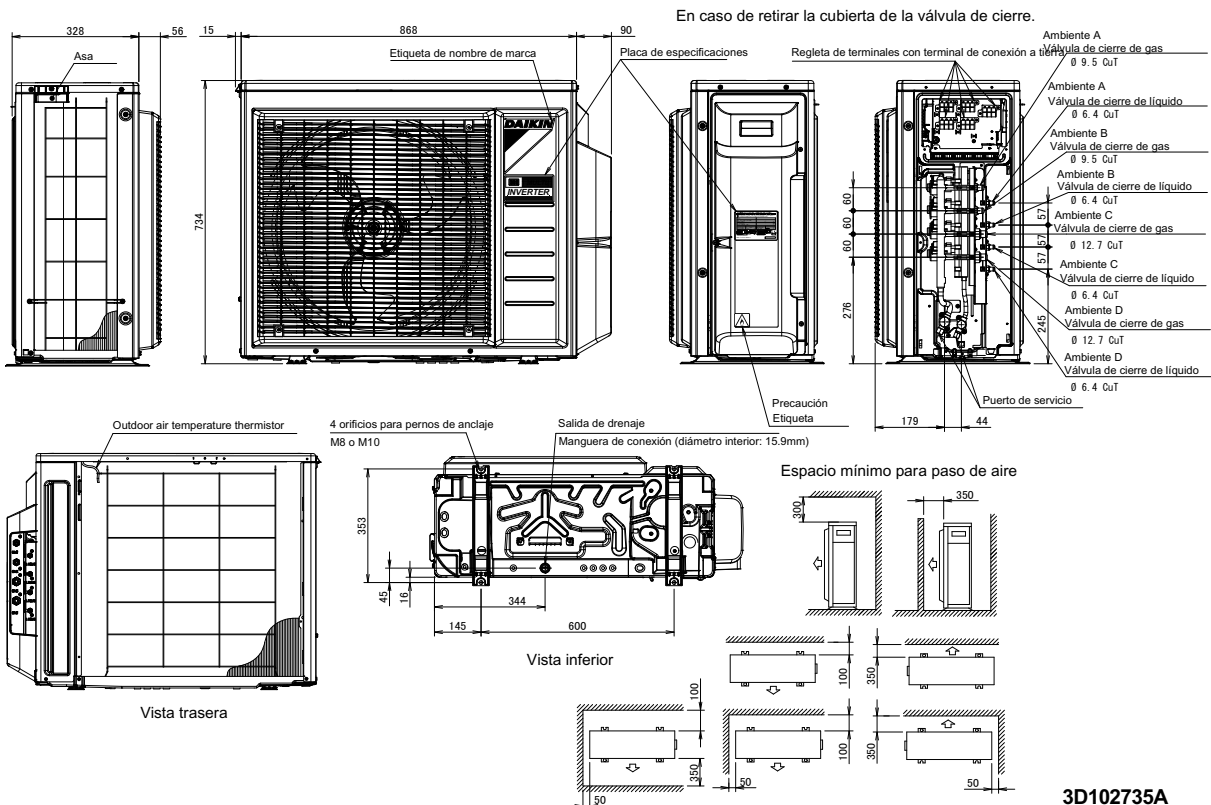 En caso de retirar la cubierta de la válvula de cierre.
328
56
15
868
90
Asa
Etiqueta de nombre de marca
Placa de especificaciones
Regleta de terminales con terminal de conexión a tierra
734
DAIKIN
INVERTER
60
60
60
276
57
57
57
245
Ambiente A
Válvula de cierre de gas
Ø 9.5 CuT
Ambiente A
Válvula de cierre de líquido
Ø 6.4 CuT
Ambiente B
Válvula de cierre de gas
Ø 9.5 CuT
Ambiente B
Válvula de cierre de líquido
Ø 6.4 CuT
Ambiente C
Válvula de cierre de gas
Ø 12.7 CuT
Ambiente C
Válvula de cierre de líquido
Ø 6.4 CuT
Ambiente D
Válvula de cierre de gas
Ø 12.7 CuT
Ambiente D
Válvula de cierre de líquido
Ø 6.4 CuT
Puerto de servicio
179
44
Precaución
Etiqueta
Outdoor air temperature thermistor
Vista trasera
4 orificios para pernos de anclaje
M8 o M10
Salida de drenaje
Manguera de conexión (diámetro interior: 15.9mm)
353
45
16
344
145
600
Vista inferior
Espacio mínimo para paso de aire
300
350
100
350
100
350
50
100
50
350
50
3D102735A